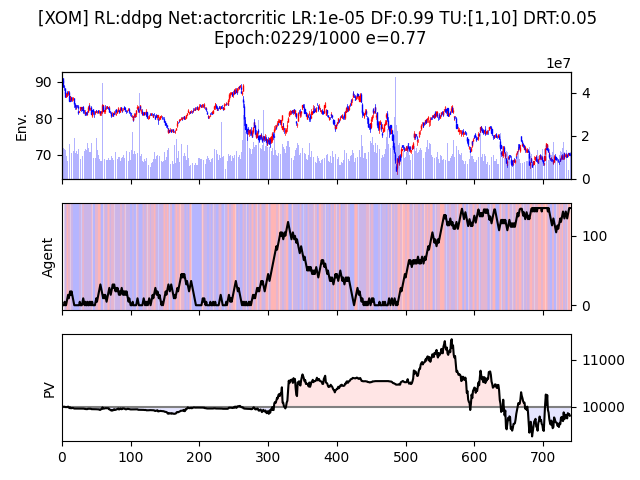 [XOM] RL:ddpg Net:actorcritic LR:1e-05 DF:0.99 TU:[1,10] DRT:0.05
Epoch:0229/1000 e=0.77
1e7
90
80
70
Env.
4
2
0
Agent
100
0
PV
11000
10000
0 100 200 300 400 500 600 700